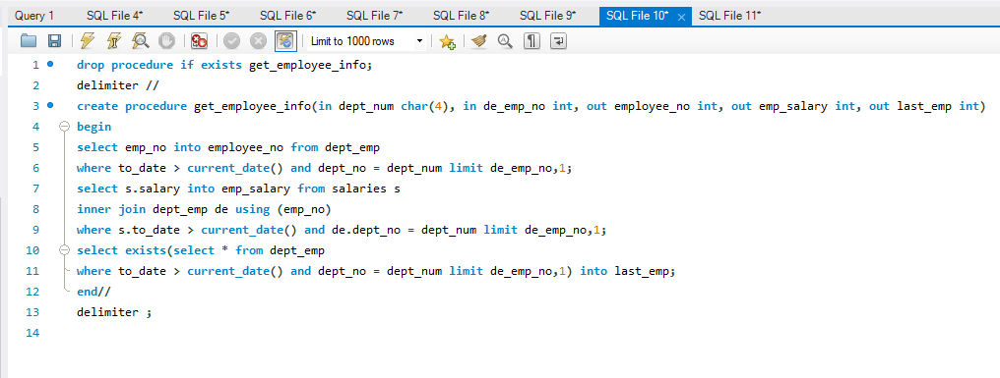 Query 1 SQL File 4* SQL File 5* SQL File 6* SQL File 7* SQL File 8* SQL File 9* SQL File 10* × SQL File 11*
Limit to 1000 rows
1 drop procedure if exists get_employee_info;
2 delimiter //
3 create procedure get_employee_info(in dept_num char(4), in de_emp_no int, out employee_no int, out emp_salary int, out last_emp int)
4 begin
5 select emp_no into employee_no from dept_emp
6 where to_date > current_date() and dept_no = dept_num limit de_emp_no,1;
7 select s.salary into emp_salary from salaries s
8 inner join dept_emp de using (emp_no)
9 where s.to_date > current_date() and de.dept_no = dept_num limit de_emp_no,1;
10 select exists(select * from dept_emp
11 where to_date > current_date() and dept_no = dept_num limit de_emp_no,1) into last_emp;
12 end//
13 delimiter ;
14